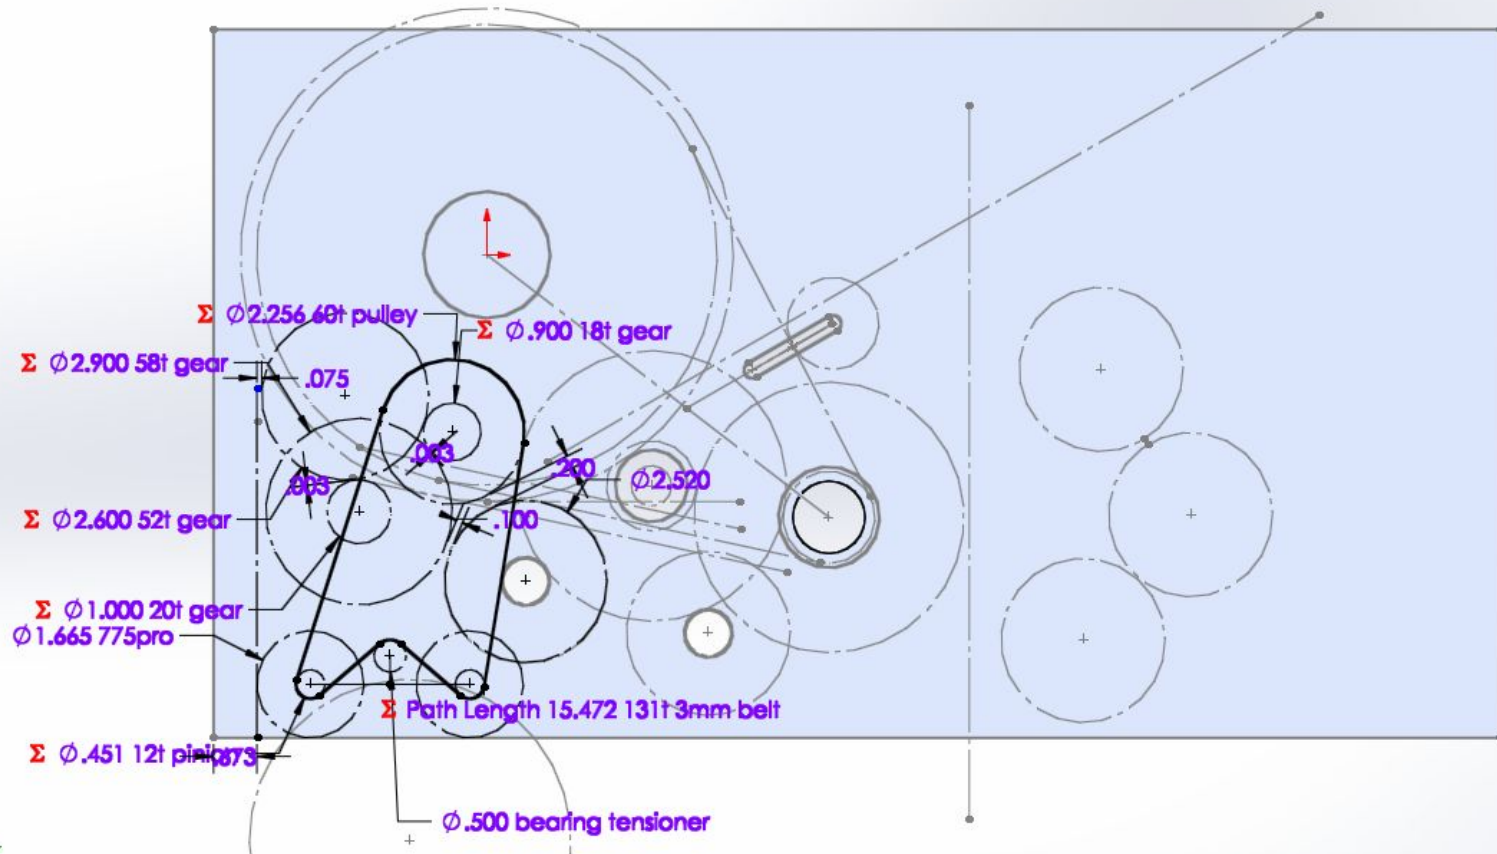 Σ Ø2.256 60t pulley
Σ Ø.900 18t gear
Σ Ø2.900 58t gear
.075
.003
.200
Ø2.520
.003
Σ Ø2.600 52t gear
.100
Σ Ø1.000 20t gear
Ø1.665 775pro
Σ Path Length 15.472 131t 3mm belt
Σ Ø.451 12t pinion
Ø.500 bearing tensioner